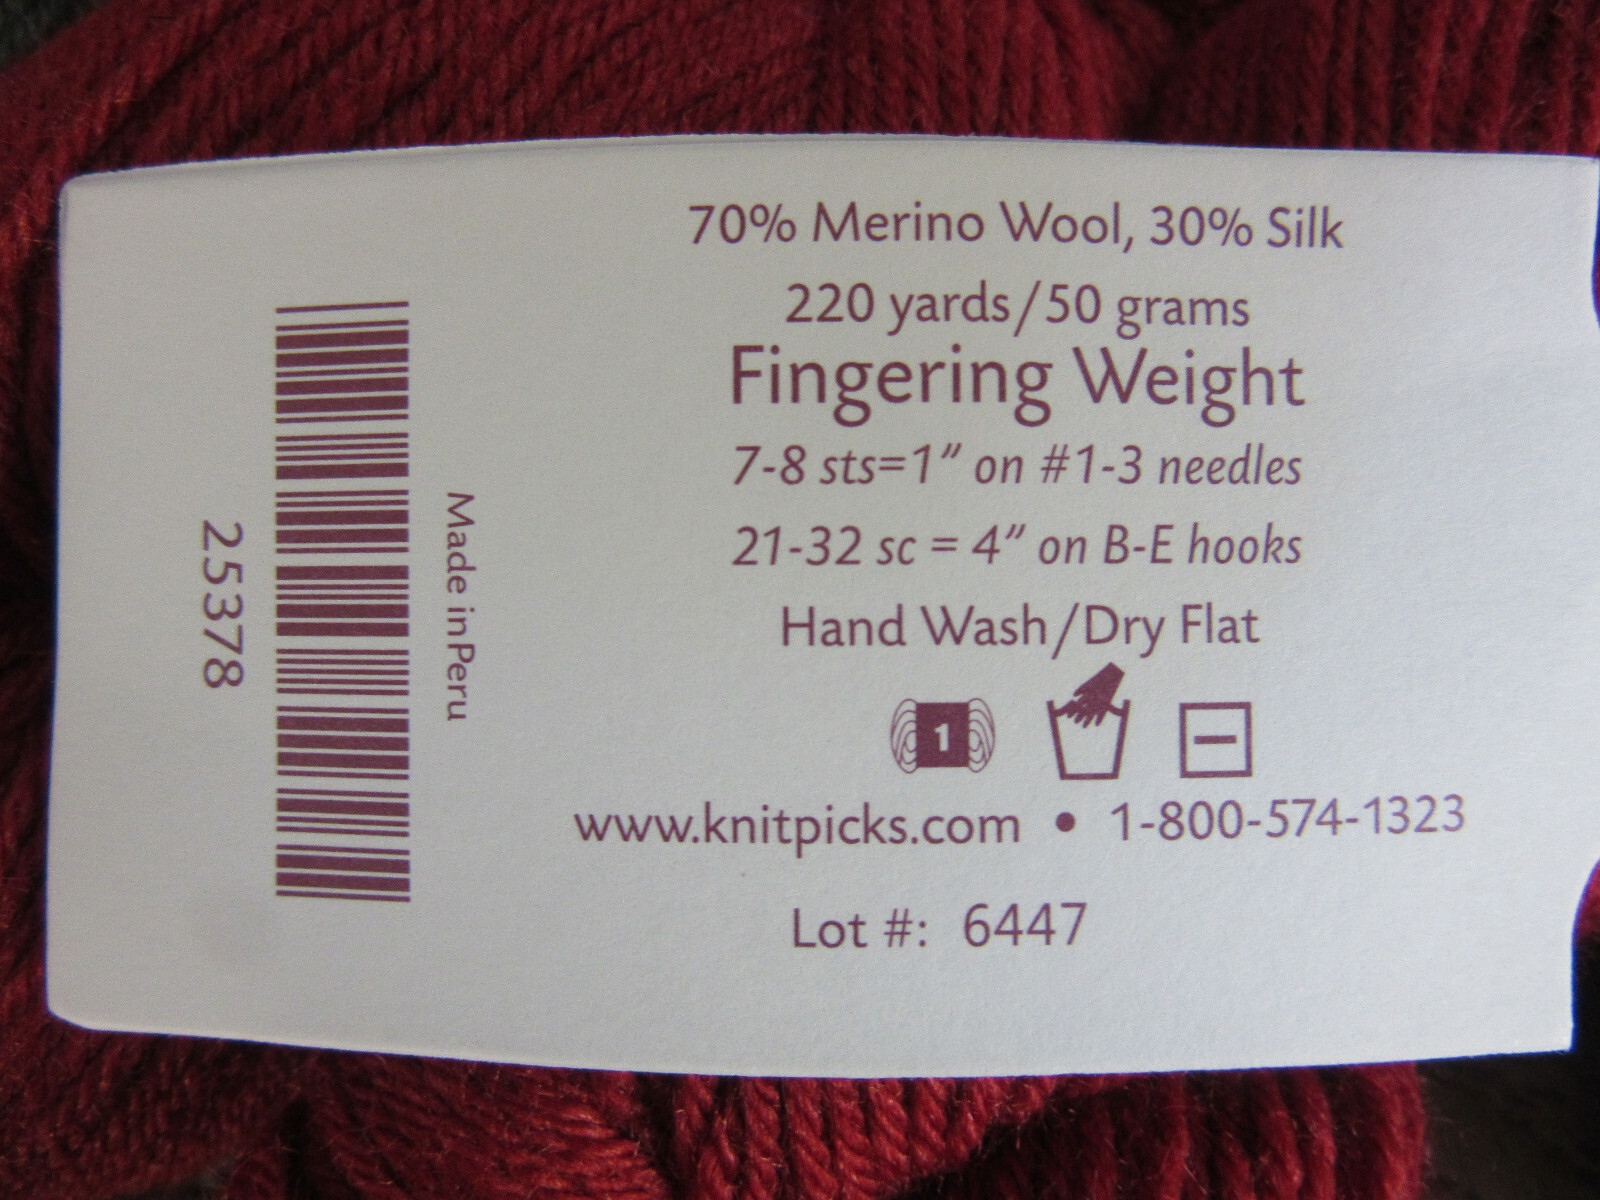 70% Merino Wool, 30% Silk
220 yards/50 grams
Fingering Weight
7-8 sts=1" on #1-3 needles
21-32 sc = 4" on B-E hooks
Hand Wash/Dry Flat
1
www.knitpicks.com • 1-800-574-1323
Lot #: 6447
Made in Peru
25378